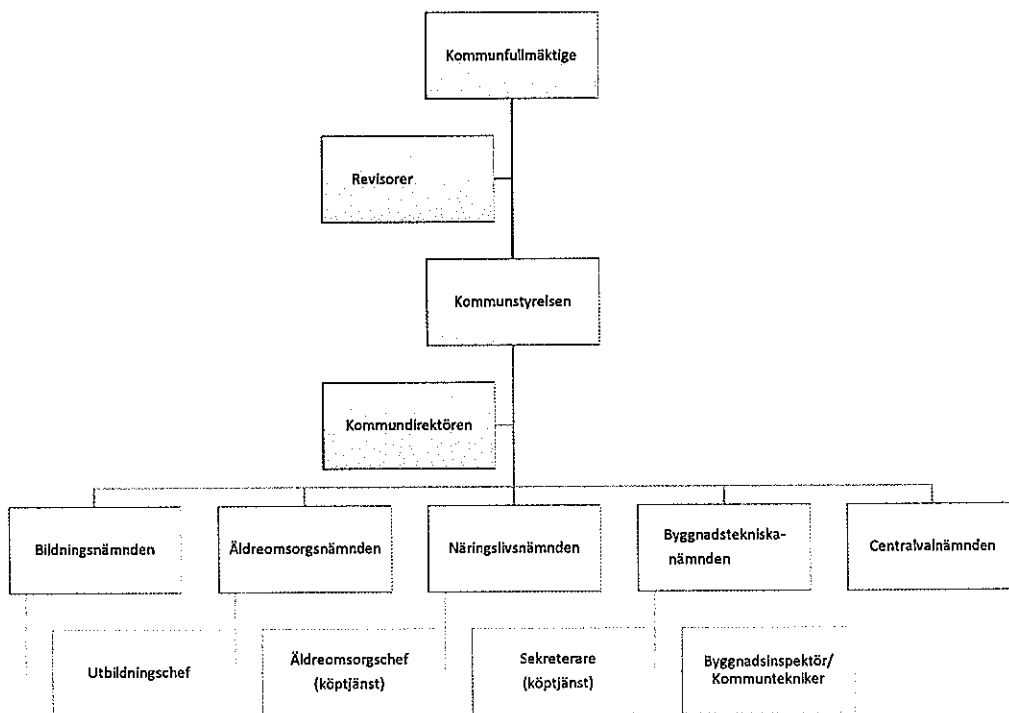 Kommunfullmäktige
Revisorer
Kommunstyrelsen
Kommundirektören
Bildningsnämnden
Äldreomsorgsnämnden
Näringslivsnämnden
Byggnadstekniska-
nämnden
Centralvalnämnden
Utbildningschef
Äldreomsorgschef
(köptjänst)
Sekreterare
(köptjänst)
Byggnadsinspektör/
Kommuntekniker